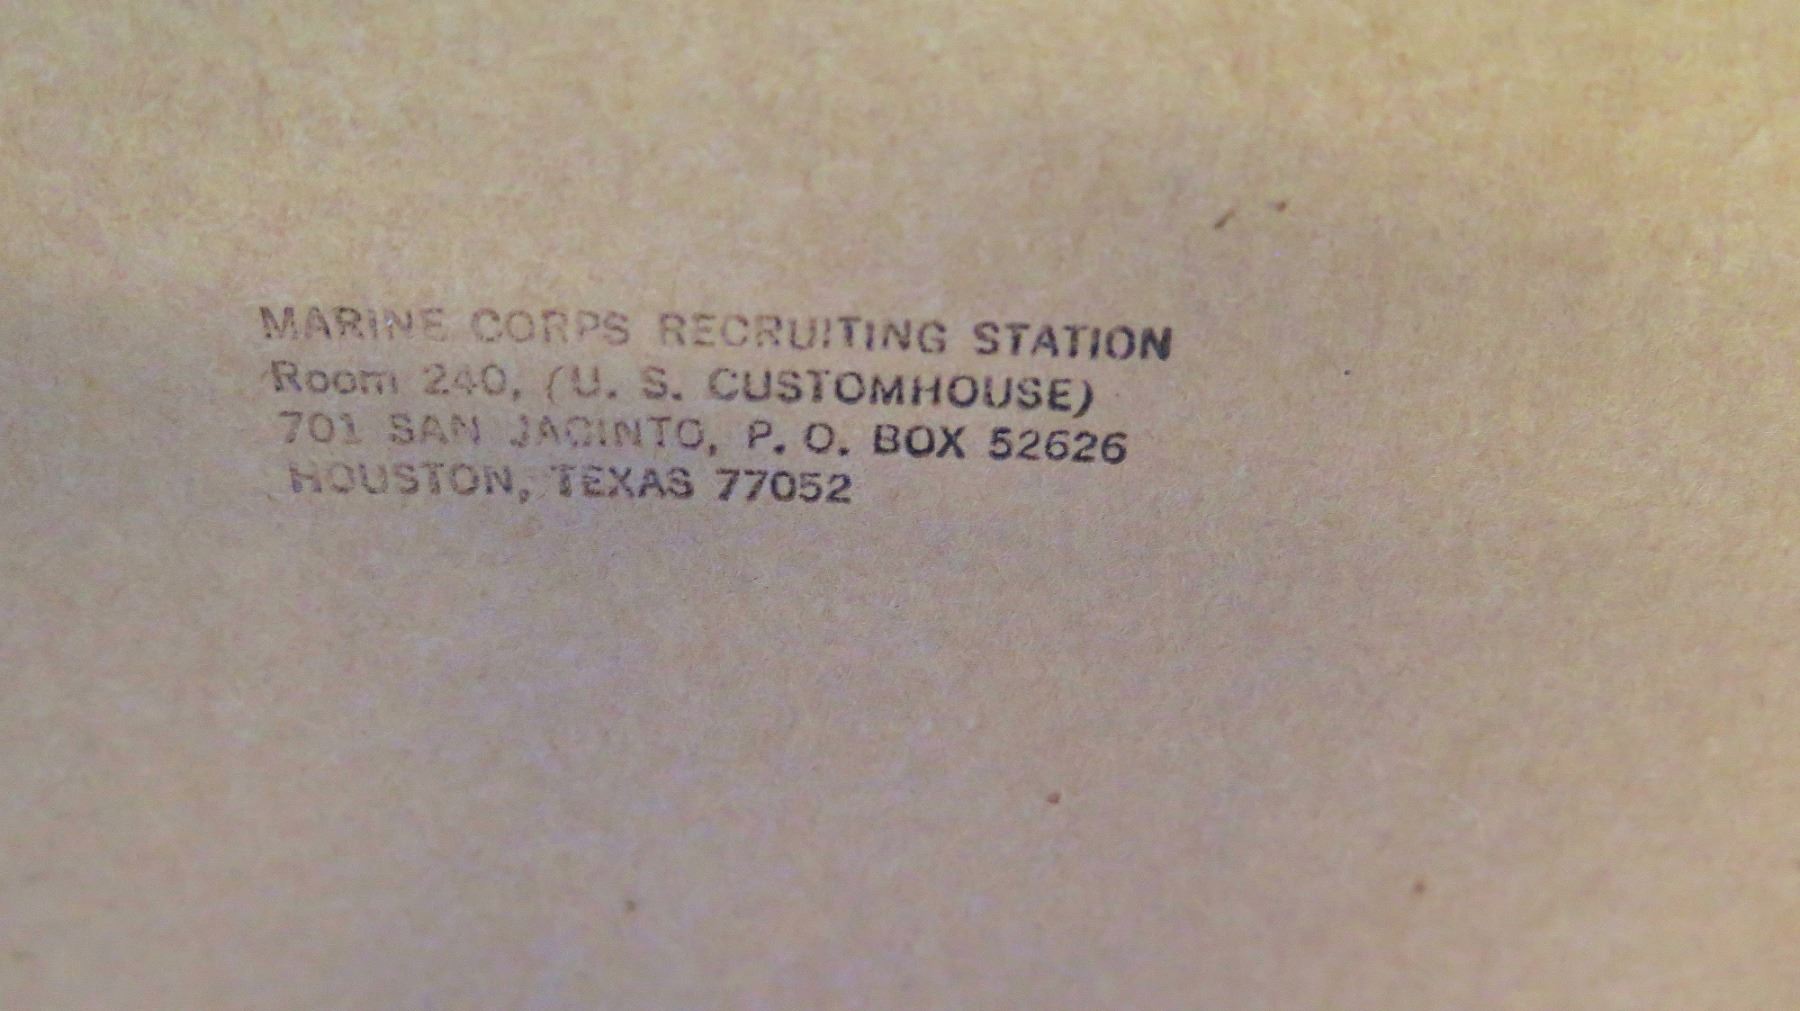 MARINE CORPS RECRUITING STATION
Room 240, (U. S. CUSTOMHOUSE)
701 SAN JACINTO, P. O. BOX 52626
HOUSTON, TEXAS 77052